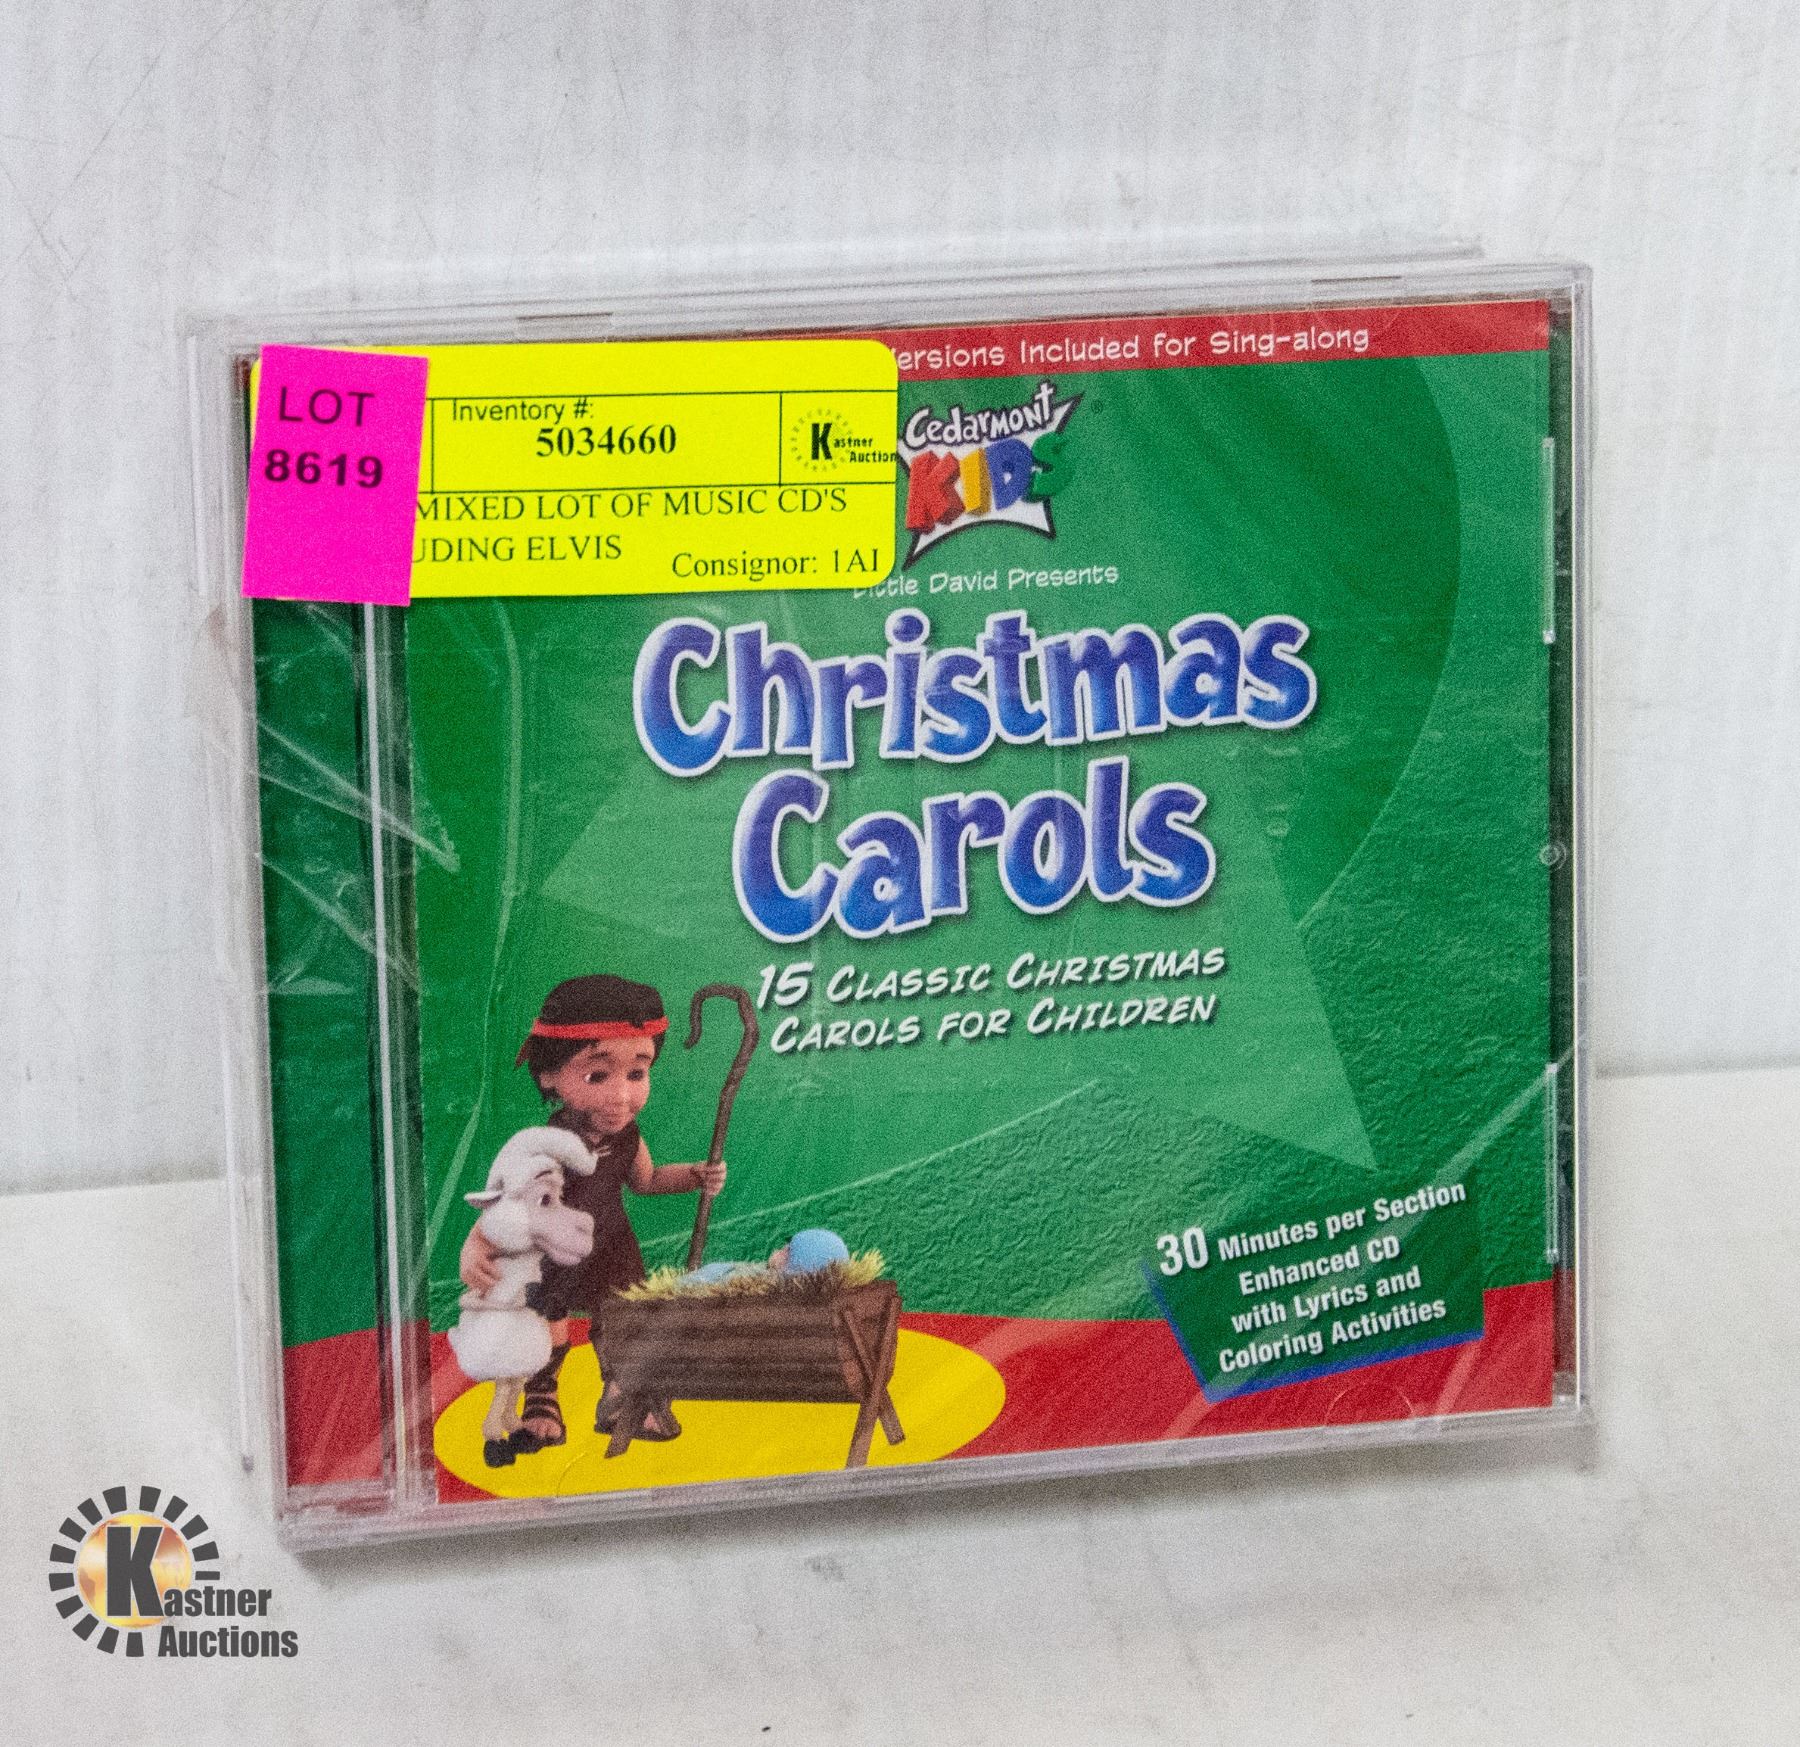 LOT
8619
Inventory #:
5034660
Kastner
Auction
MIXED LOT OF MUSIC CD'S
UDING ELVIS
Consignor: 1AI
ersions Included for Sing-along
Cedarmont
KIDS
®
Little David Presents
Christmas
Carols
15 CLASSIC CHRISTMAS
CAROLS FOR CHILDREN
30 Minutes per Section
Enhanced CD
with Lyrics and
Coloring Activities
Kastner
Auctions